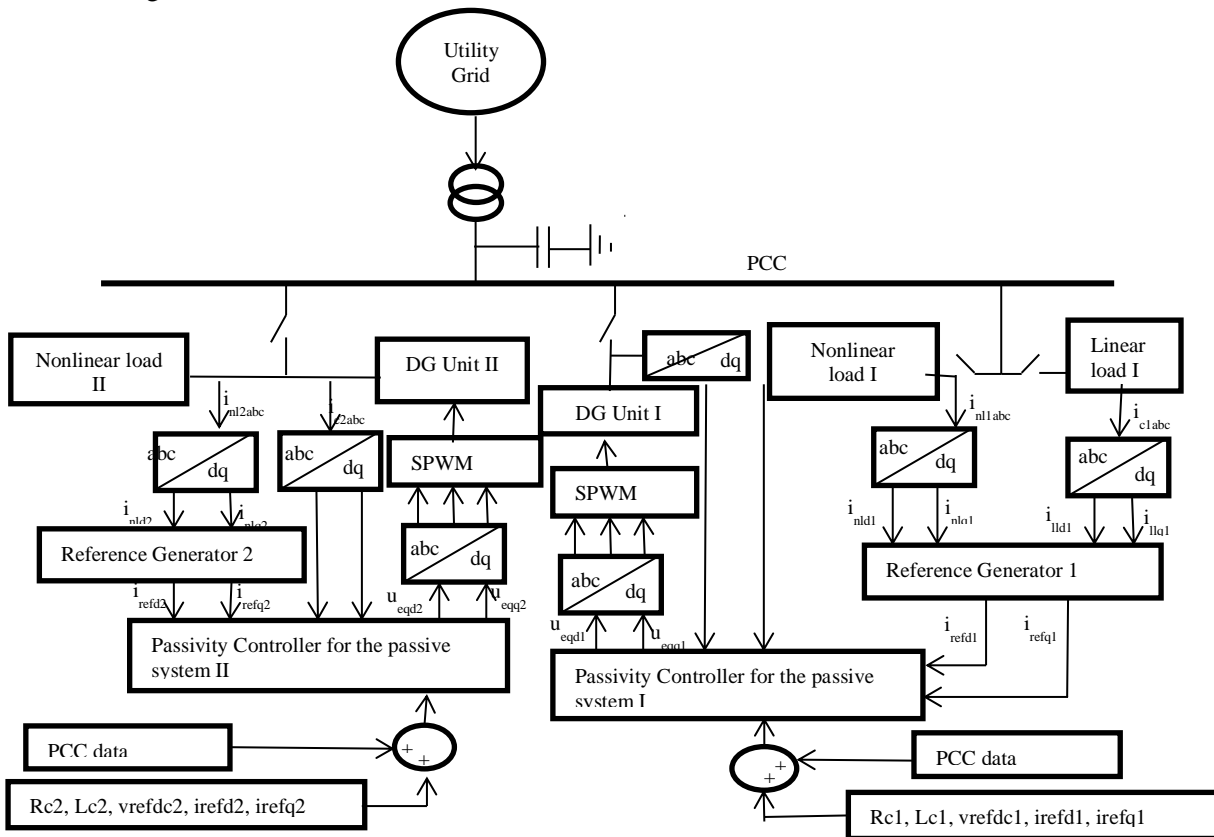 Utility
Grid
PCC
Nonlinear load
II
DG Unit II
abc
dq
Nonlinear
load I
Linear
load I
DG Unit I
i nl2abc
c2abc
i nl1abc
i c1abc
abc
dq
abc
dq
SPWM
SPWM
abc
dq
abc
dq
i nld2
i nlq2
i nld1
i nlq1
i lld1
i llq1
Reference Generator 2
abc
dq
abc
dq
Reference Generator 1
i refd2
i refq2
u eqd2
u eqq2
u eqd1
u eqq1
i refd1
i refq1
Passivity Controller for the passive
system II
Passivity Controller for the passive
system I
PCC data
+
+
PCC data
+
+
Rc2, Lc2, vrefdc2, irefd2, irefq2
Rc1, Lc1, vrefdc1, irefd1, irefq1